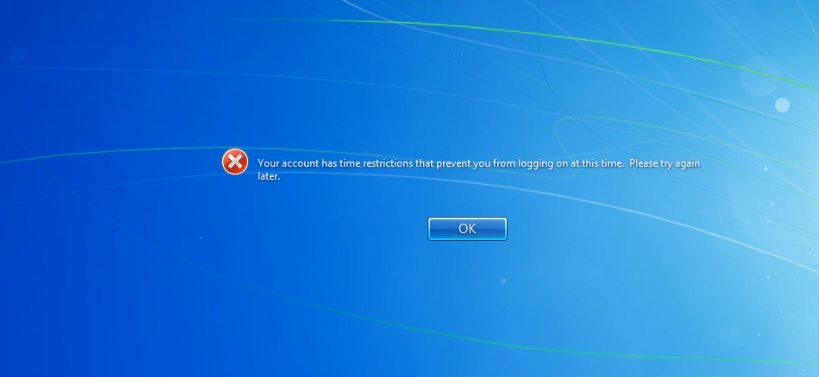 Your account has time restrictions that prevent you from logging on at this time.  Please try again
later.
OK